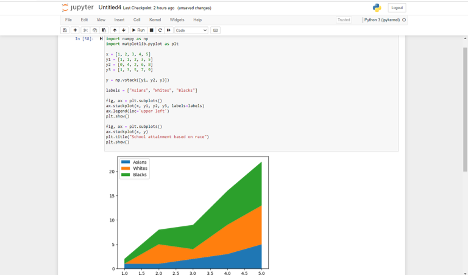 jupyter Untitled4 Last Checkpoint: 2 hours ago (unsaved changes)
Logout
File Edit View Insert Cell Kernel Widgets Help
Trusted
Python 3 (ipykernel)
Run
Code
In [50]:
import numpy as np
import matplotlib.pyplot as plt
x = [1, 2, 3, 4, 5]
y1 = [1, 1, 2, 3, 5]
y2 = [0, 4, 2, 6, 8]
y3 = [1, 3, 5, 7, 9]
y = np.vstack([y1, y2, y3])
labels = ["Asians", "Whites", "Blacks"]
fig, ax = plt.subplots()
ax.stackplot(x, y1, y2, y3, labels=labels)
ax.legend(loc='upper left')
plt.show()
fig, ax = plt.subplots()
ax.stackplot(x, y)
plt.title("School attainment based on race")
plt.show()
Asians
Whites
Blacks
20
15
10
5
0
1.0 1.5 2.0 2.5 3.0 3.5 4.0 4.5 5.0